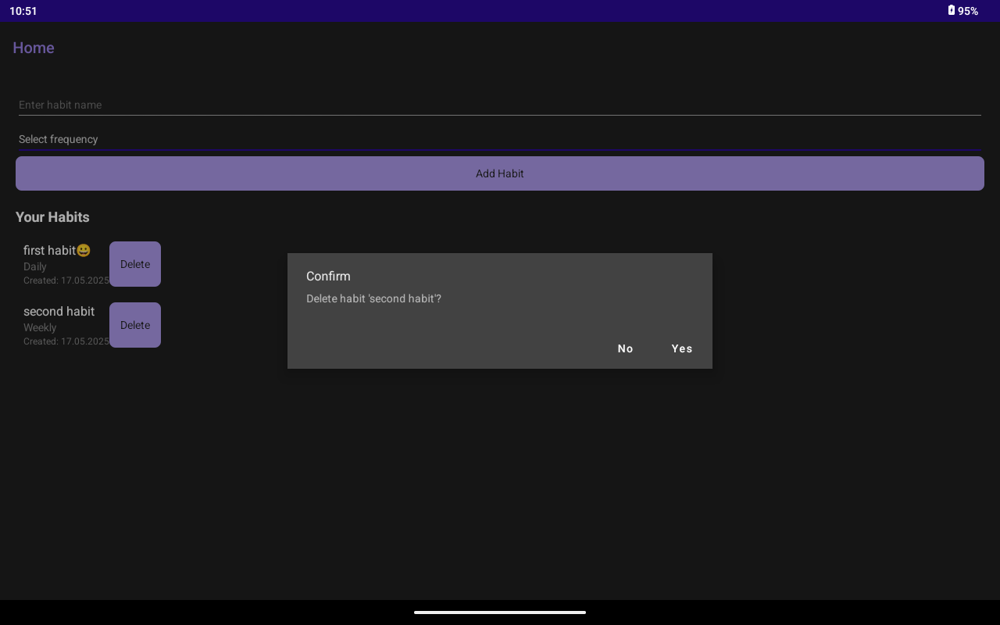 10:51
95%
Home
Enter habit name
Select frequency
Add Habit
Your Habits
first habit😀
Daily
Created: 17.05.2025
Delete
second habit
Weekly
Created: 17.05.2025
Delete
Confirm
Delete habit 'second habit'?
No
Yes